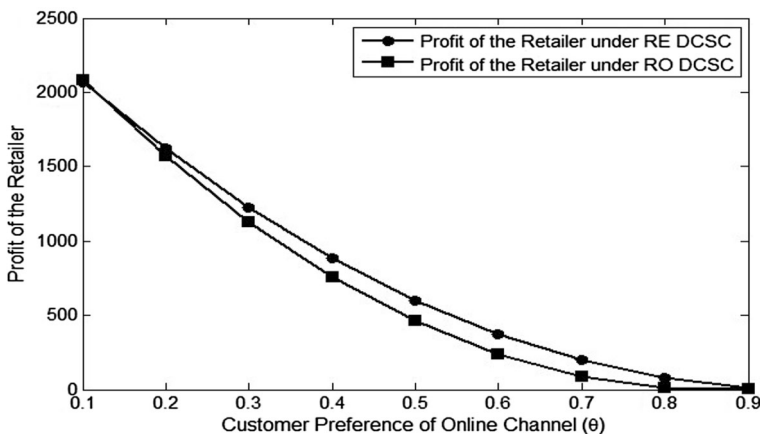 2500
2000
1500
1000
500
0
Profit of the Retailer
Profit of the Retailer under RE DCSC
Profit of the Retailer under RO DCSC
0.1 0.2 0.3 0.4 0.5 0.6 0.7 0.8 0.9
Customer Preference of Online Channel (θ)